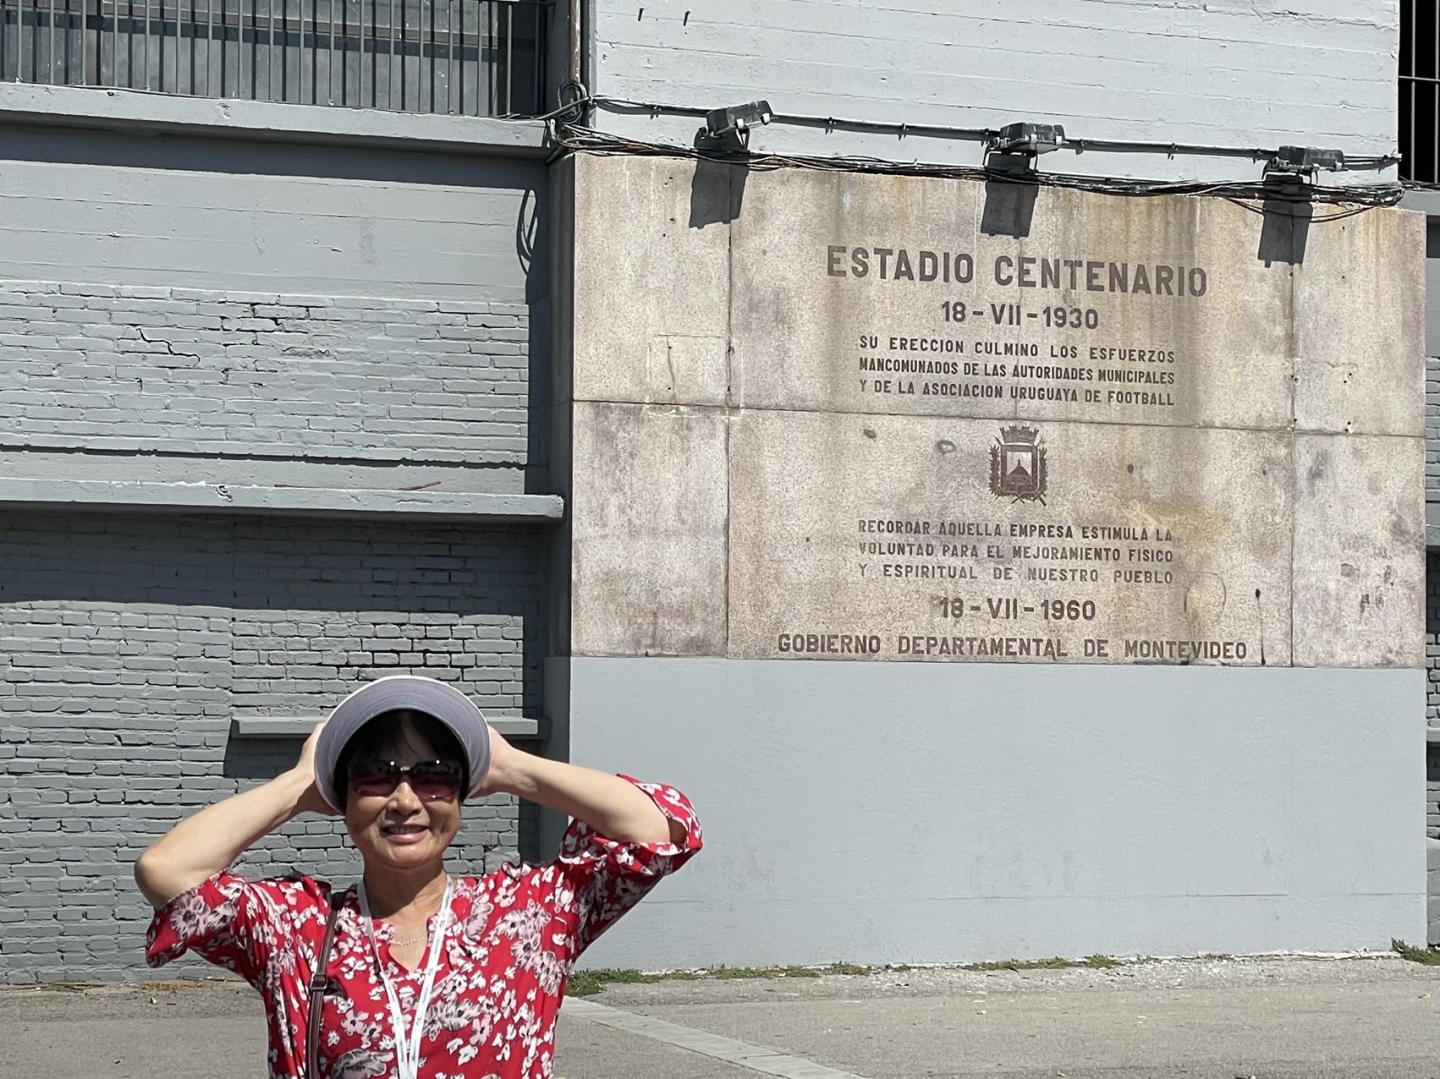 ESTADIO CENTENARIO
18-VII-1930
SU ERECCION CULMINO LOS ESFUERZOS
MANCOMUNADOS DE LAS AUTORIDADES MUNICIPALES
Y DE LA ASOCIACION URUGUAYA DE FOOTBALL
RECORDAR AQUELLA EMPRESA ESTIMULA LA
VOLUNTAD PARA EL MEJORAMIENTO FISICO
Y ESPIRITUAL DE NUESTRO PUEBLO
18-VII-1960
GOBIERNO DEPARTAMENTAL DE MONTEVIDEO